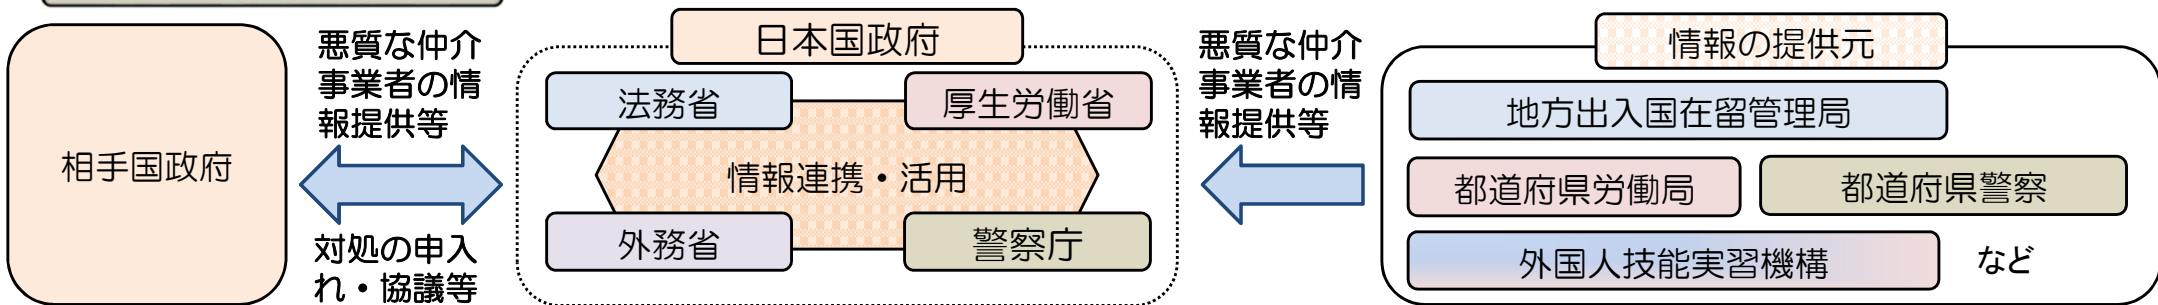 相手国政府
悪質な仲介
事業者の情
報提供等
対処の申入
れ・協議等
日本国政府
法務省
厚生労働省
情報連携・活用
外務省
警察庁
悪質な仲介
事業者の情
報提供等
情報の提供元
地方出入国在留管理局
都道府県労働局
都道府県警察
外国人技能実習機構
など